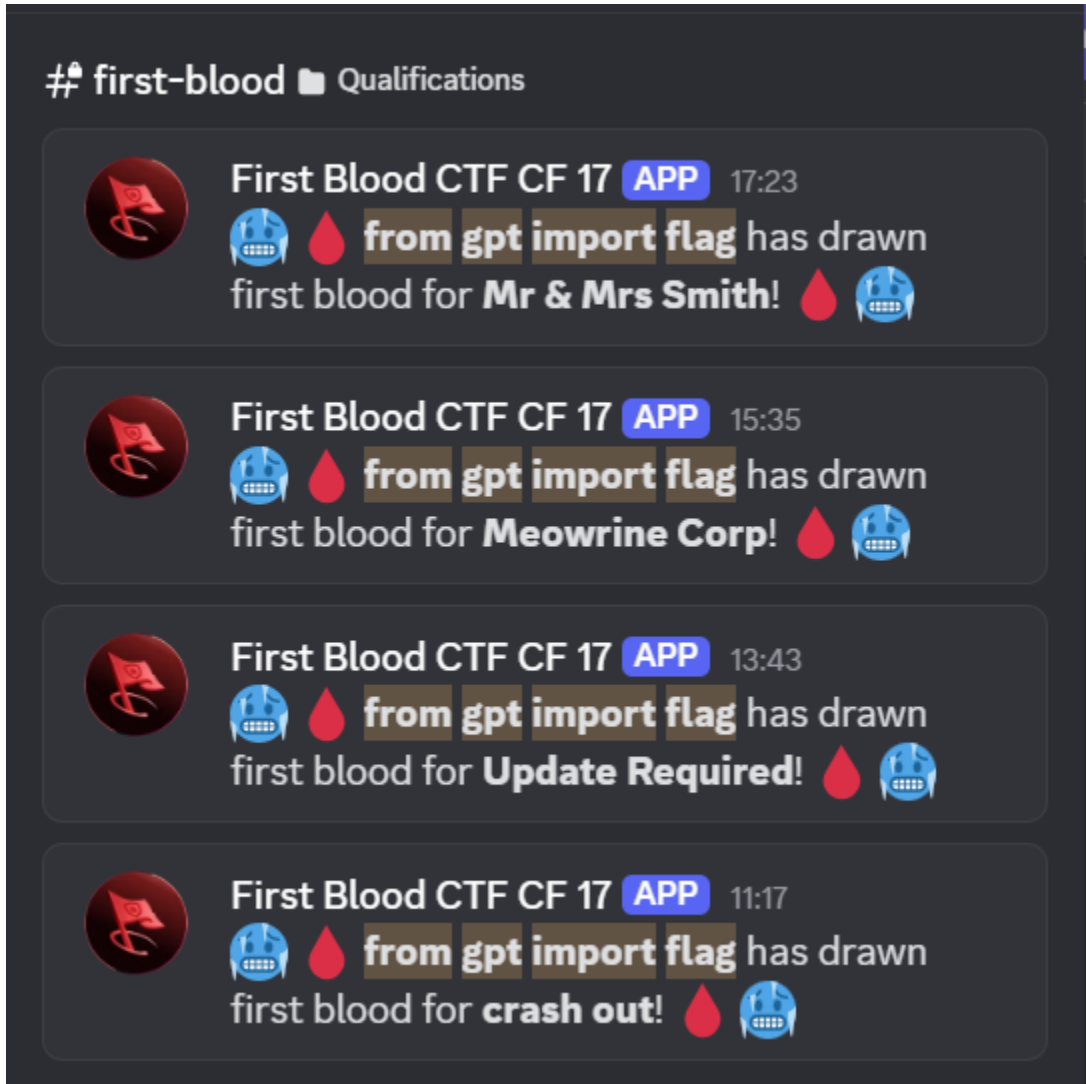 # first-blood Qualifications
First Blood CTF CF 17 APP 17:23
🥶 🩸 from gpt import flag has drawn
first blood for Mr & Mrs Smith! 🩸 🥶
First Blood CTF CF 17 APP 15:35
🥶 🩸 from gpt import flag has drawn
first blood for Meowrine Corp! 🩸 🥶
First Blood CTF CF 17 APP 13:43
🥶 🩸 from gpt import flag has drawn
first blood for Update Required! 🩸 🥶
First Blood CTF CF 17 APP 11:17
🥶 🩸 from gpt import flag has drawn
first blood for crash out! 🩸 🥶